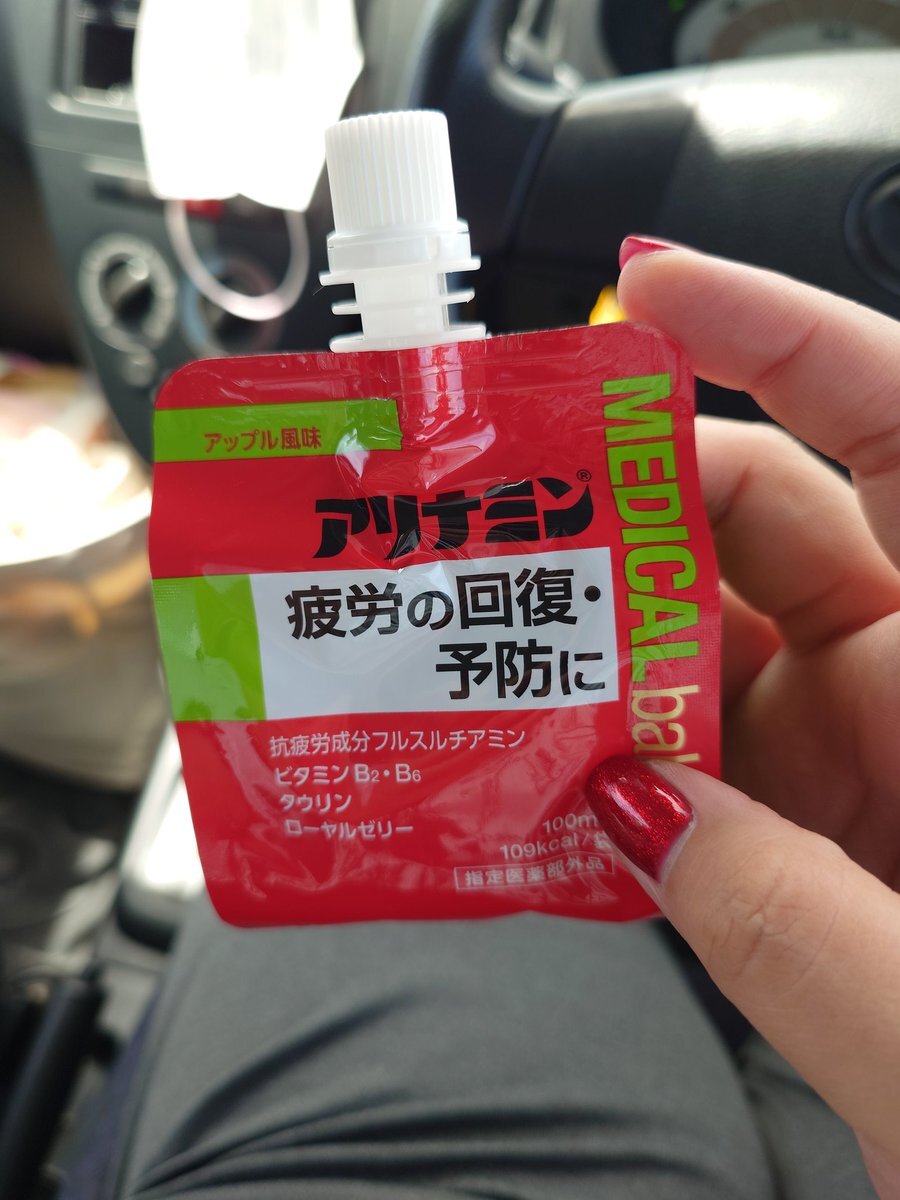 アップル風味
アリナミン®
疲労の回復・
予防に
抗疲労成分フルスルチアミン
ビタミンB2・B6
タウリン
ローヤルゼリー
100m
109kcal/袋
指定医薬部外品
MEDICAL